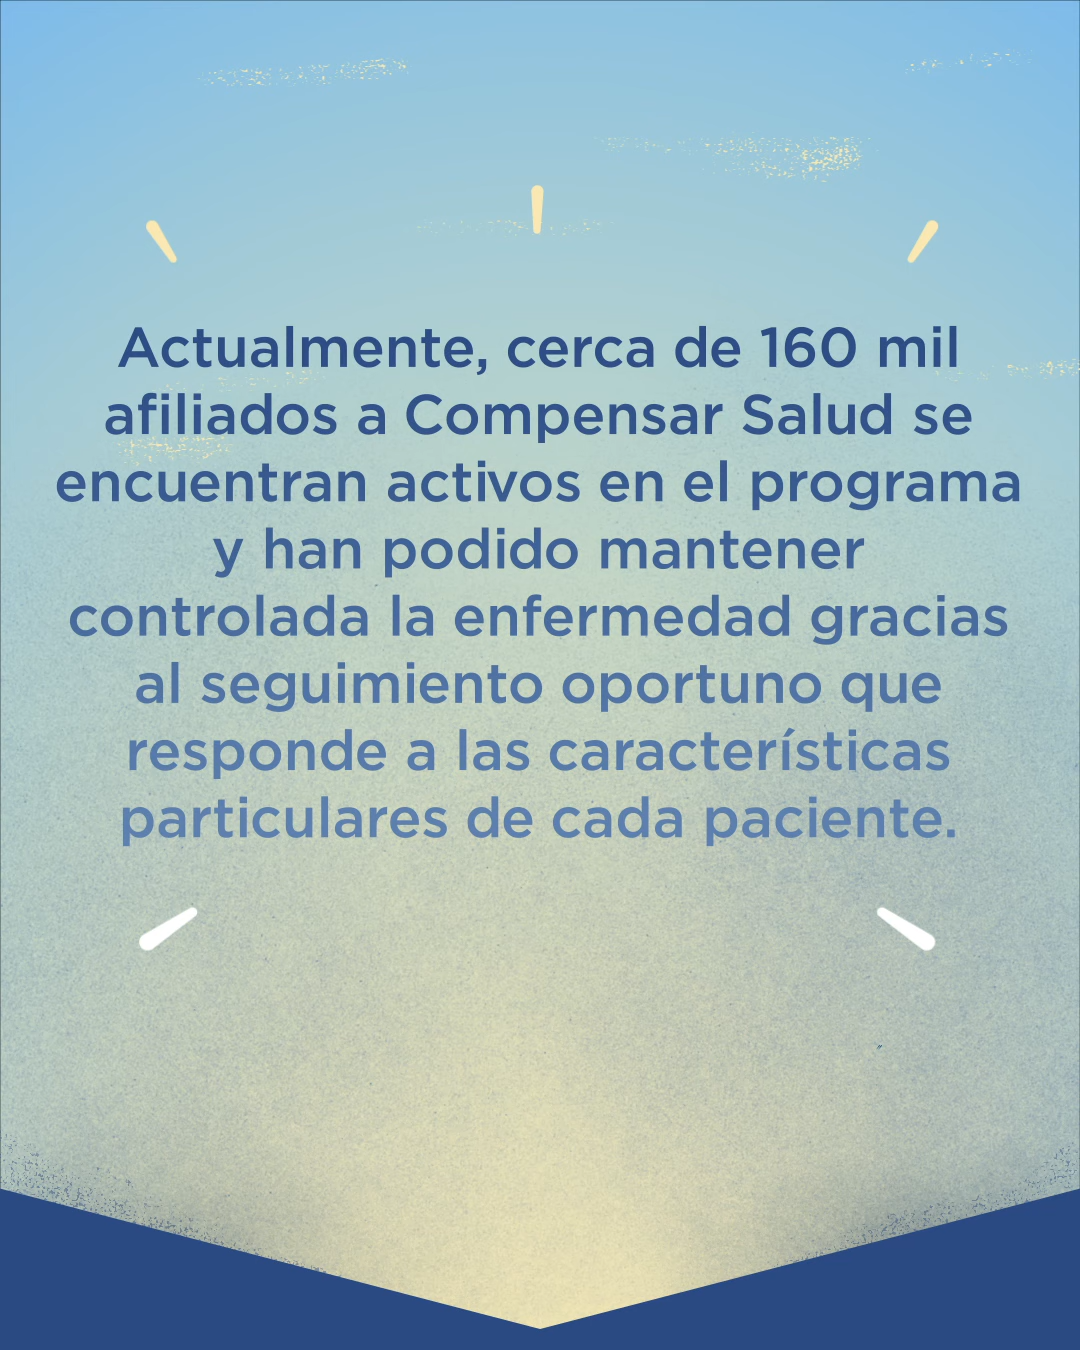 Actualmente, cerca de 160 mil
afiliados a Compensar Salud se
encuentran activos en el programa
y han podido mantener
controlada la enfermedad gracias
al seguimiento oportuno que
responde a las características
particulares de cada paciente.